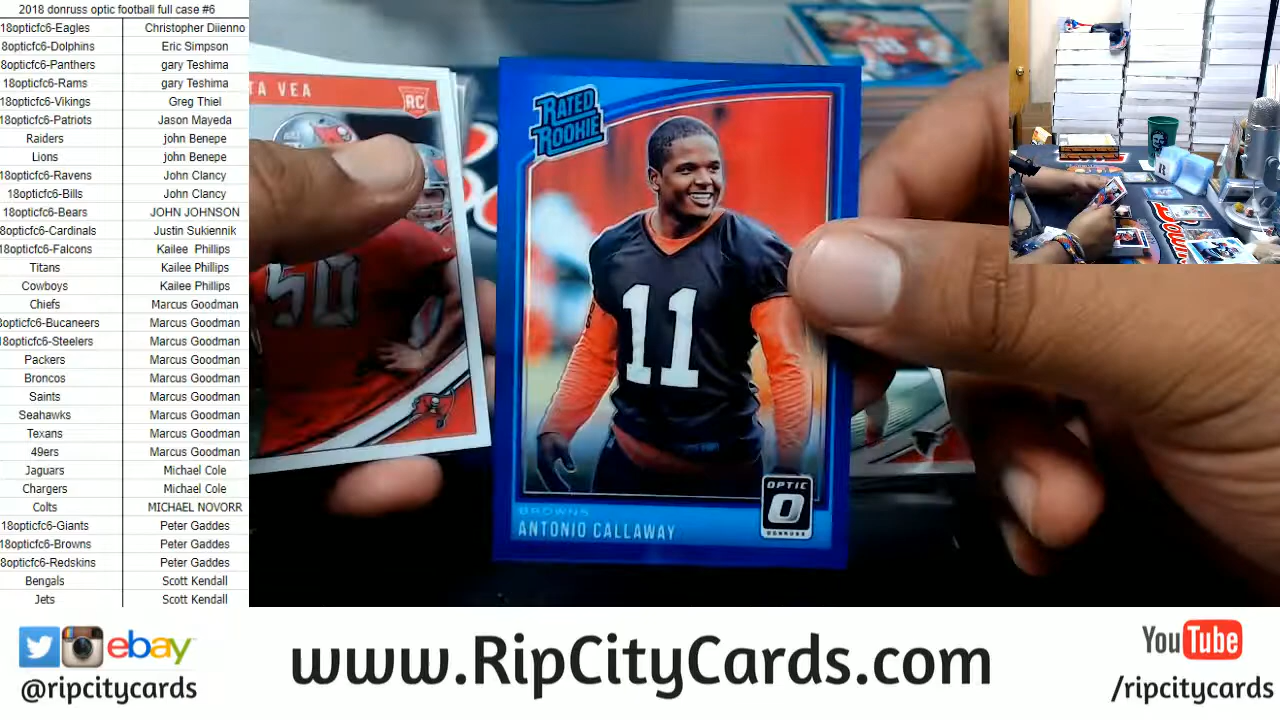 2018 donruss optic football full case #6
18opticfc6-Eagles Christopher Diienno
8opticfc6-Dolphins Eric Simpson
8opticfc6-Panthers gary Teshima
18opticfc6-Rams gary Teshima
18opticfc6-Vikings Greg Thiel
18opticfc6-Patriots Jason Mayeda
Raiders john Benepe
Lions john Benepe
18opticfc6-Ravens John Clancy
18opticfc6-Bills John Clancy
18opticfc6-Bears JOHN JOHNSON
8opticfc6-Cardinals Justin Sukiennik
18opticfc6-Falcons Kailee Phillips
Titans Kailee Phillips
Cowboys Kailee Phillips
Chiefs Marcus Goodman
8opticfc6-Bucaneers Marcus Goodman
18opticfc6-Steelers Marcus Goodman
Packers Marcus Goodman
Broncos Marcus Goodman
Saints Marcus Goodman
Seahawks Marcus Goodman
Texans Marcus Goodman
49ers Marcus Goodman
Jaguars Michael Cole
Chargers Michael Cole
Colts MICHAEL NOVORR
18opticfc6-Giants Peter Gaddes
18opticfc6-Browns Peter Gaddes
8opticfc6-Redskins Peter Gaddes
Bengals Scott Kendall
Jets Scott Kendall
TA VEA
RC
50
RATED
ROOKIE
11
OPTIC
O
DONRUSS
BROWNS
ANTONIO CALLAWAY
ebay
@ripcitycards
www.RipCityCards.com
YouTube
/ripcitycards